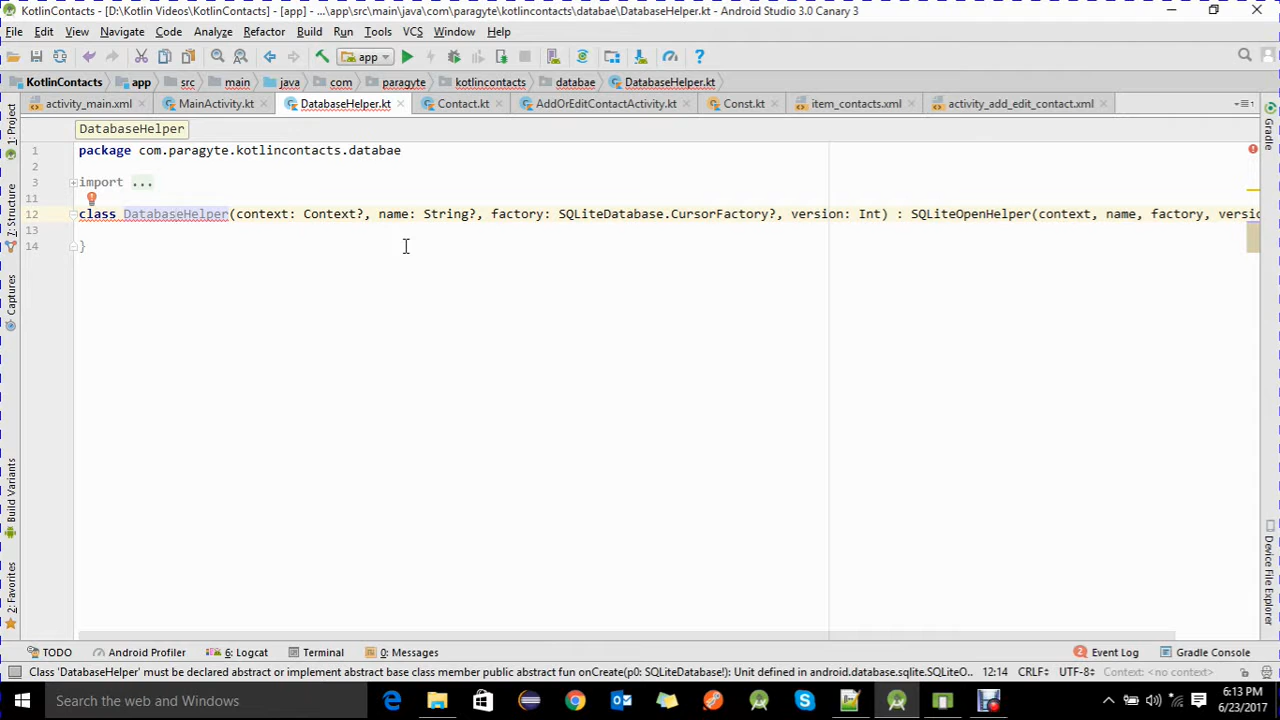 KotlinContacts - [D:\Kotlin Videos\KotlinContacts] - [app] - ...\app\src\main\java\com\paragyte\kotlincontacts\databae\DatabaseHelper.kt - Android Studio 3.0 Canary 3
File Edit View Navigate Code Analyze Refactor Build Run Tools VCS Window Help
app
KotlinContacts app src main java com paragyte kotlincontacts databae DatabaseHelper.kt
activity_main.xml MainActivity.kt DatabaseHelper.kt Contact.kt AddOrEditContactActivity.kt Const.kt item_contacts.xml activity_add_edit_contact.xml
DatabaseHelper
1 package com.paragyte.kotlincontacts.databae
2
3 import ...
11
12 class DatabaseHelper(context: Context?, name: String?, factory: SQLiteDatabase.CursorFactory?, version: Int) : SQLiteOpenHelper(context, name, factory, versio
13
14 }
1: Project
7: Structure
Captures
Build Variants
2: Favorites
Gradle
Device File Explorer
TODO Android Profiler 6: Logcat Terminal 0: Messages 2 Event Log Gradle Console
Class 'DatabaseHelper' must be declared abstract or implement abstract base class member public abstract fun onCreate(p0: SQLiteDatabase!): Unit defined in android.database.sqlite.SQLiteO... 12:14 CRLF÷ UTF-8÷ Context: <no context>
Search the web and Windows
6:13 PM
6/23/2017